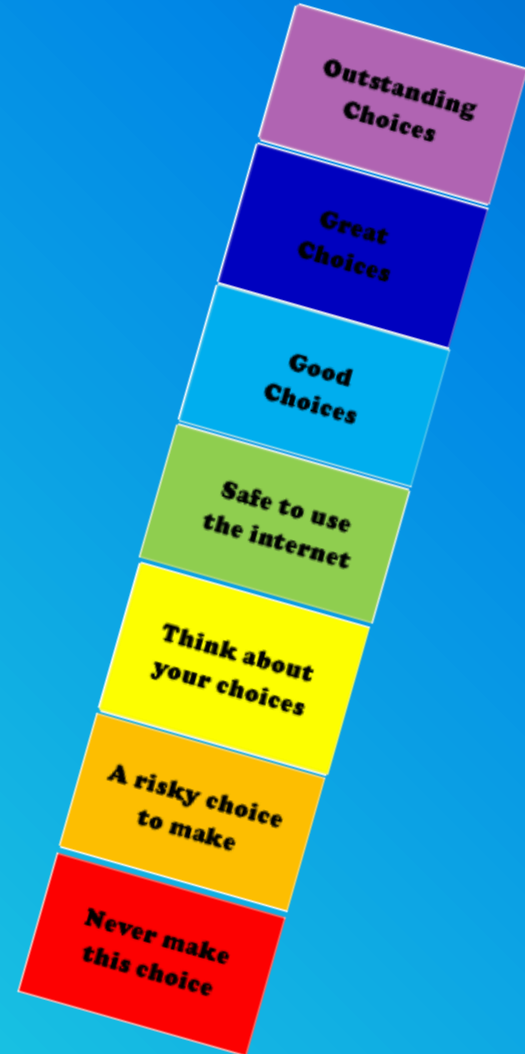 Outstanding
Choices
Great
Choices
Good
Choices
Safe to use
the internet
Think about
your choices
A risky choice
to make
Never make
this choice